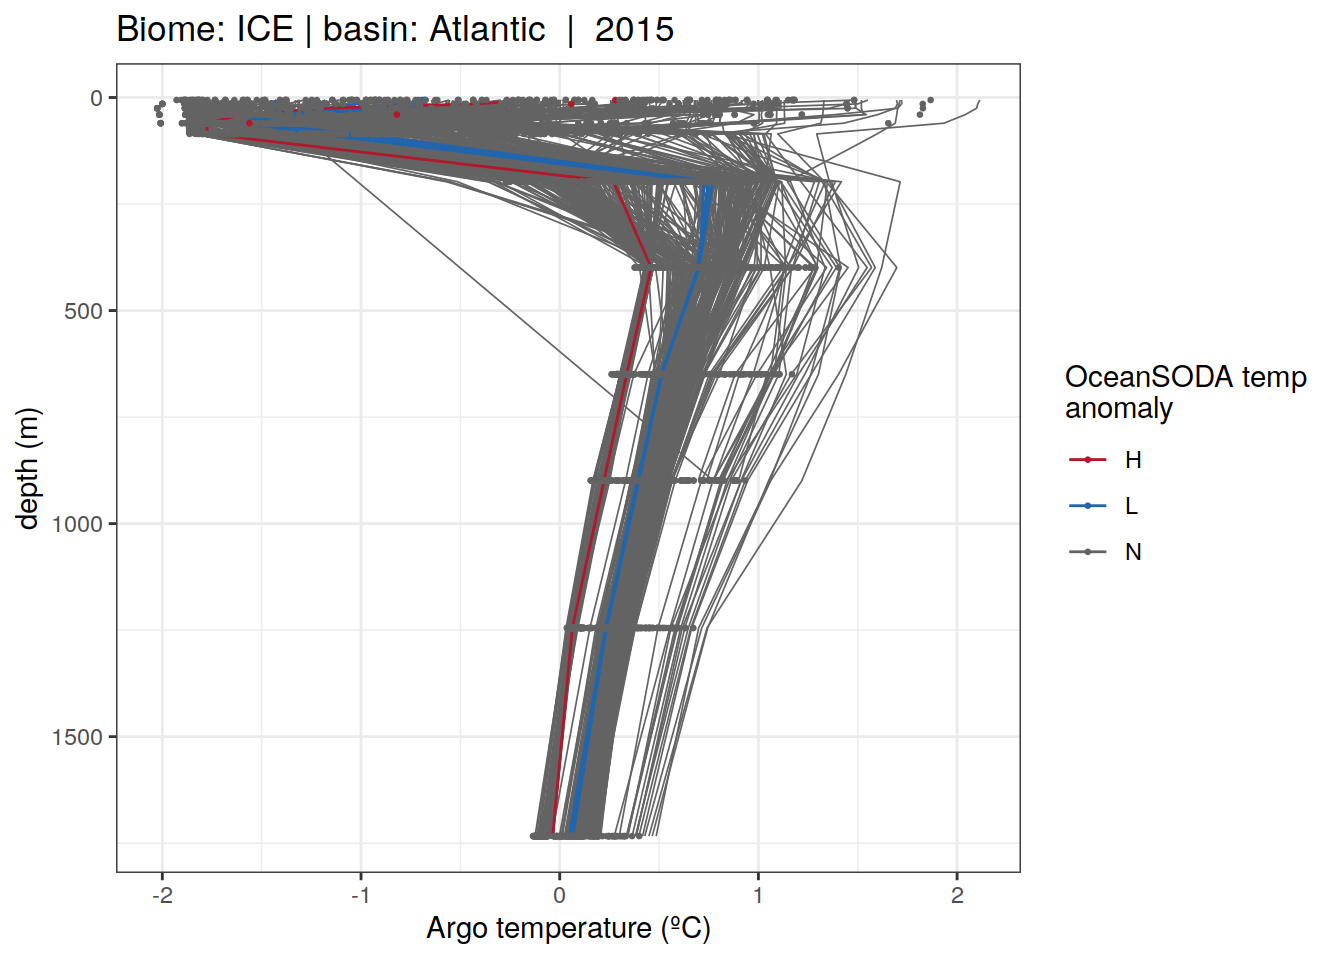 Biome: ICE | basin: Atlantic | 2015
0
500
1000
1500
depth (m)
-2
-1
0
1
2
Argo temperature (ºC)
OceanSODA temp
anomaly
H
L
N